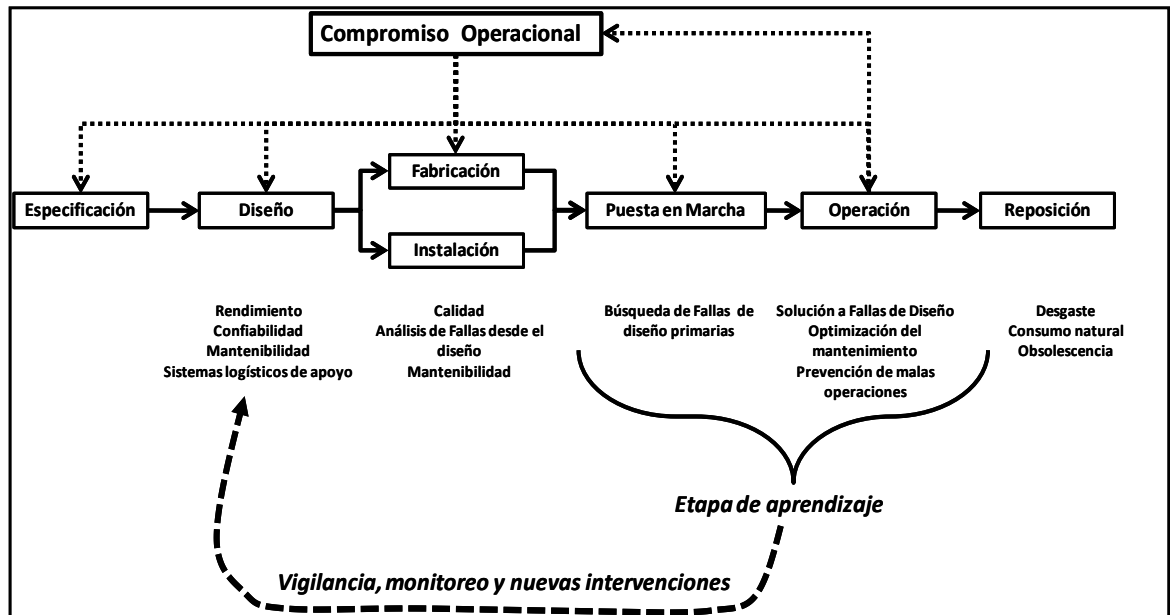 Compromiso Operacional
Fabricación
Especificación
Diseño
Puesta en Marcha
Operación
Reposición
Instalación
Rendimiento
Confiabilidad
Mantenibilidad
Sistemas logísticos de apoyo
Calidad
Análisis de Fallas desde el
diseño
Mantenibilidad
Búsqueda de Fallas de
diseño primarias
Solución a Fallas de Diseño
Optimización del
mantenimiento
Prevención de malas
operaciones
Desgaste
Consumo natural
Obsolescencia
Etapa de aprendizaje
Vigilancia, monitoreo y nuevas intervenciones